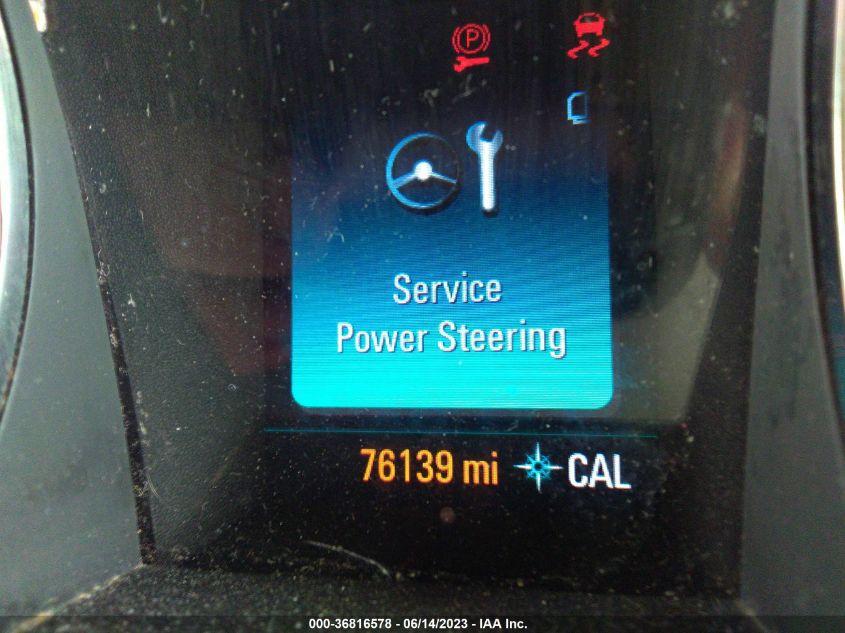 P
Service
Power Steering
76139 mi CAL
000-36816578 - 06/14/2023 - IAA Inc.